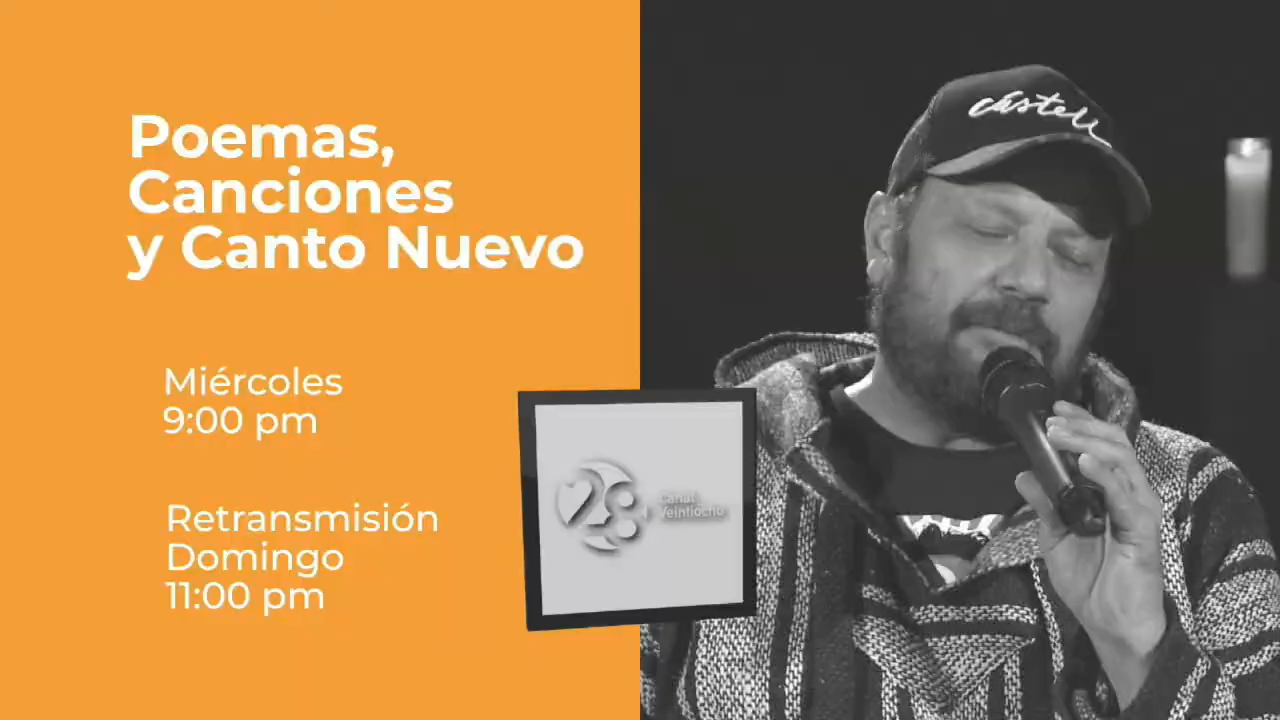 Poemas,
Canciones
y Canto Nuevo
Miércoles
9:00 pm
Retransmisión
Domingo
11:00 pm
28
Canal
Veintiocho